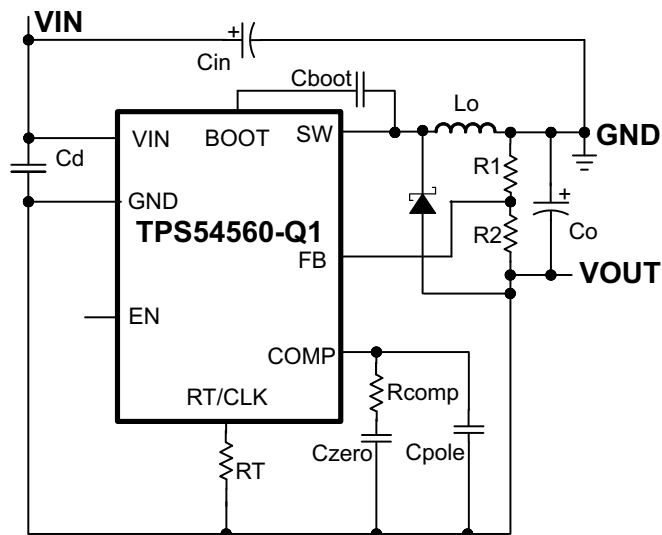 VIN
+
Cin
Cboot
Lo
VIN
BOOT
SW
GND
Cd
R1
GND
+
TPS54560-Q1
R2
Co
FB
VOUT
EN
COMP
RT/CLK
Rcomp
Czero
Cpole
RT